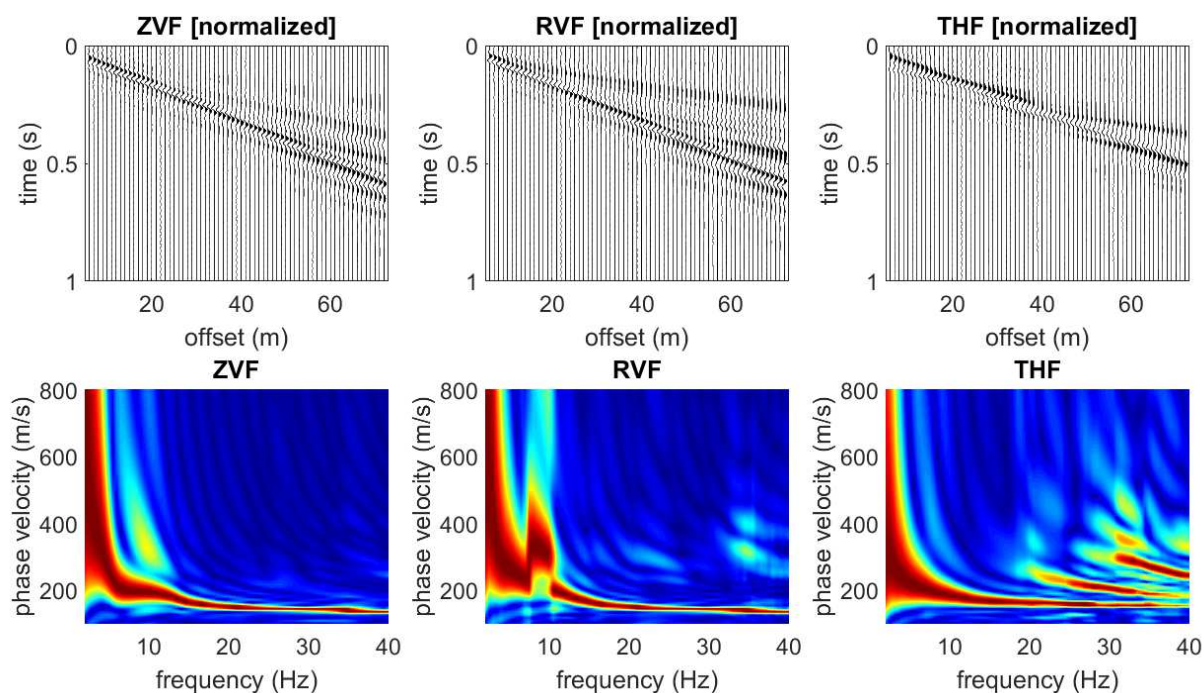 ZVF [normalized]
RVF [normalized]
THF [normalized]
0
0.5
1
time (s)
20
40
60
offset (m)
0
0.5
1
time (s)
20
40
60
offset (m)
0
0.5
1
time (s)
20
40
60
offset (m)
ZVF
RVF
THF
800
600
400
200
phase velocity (m/s)
10
20
30
40
frequency (Hz)
800
600
400
200
phase velocity (m/s)
10
20
30
40
frequency (Hz)
800
600
400
200
phase velocity (m/s)
10
20
30
40
frequency (Hz)